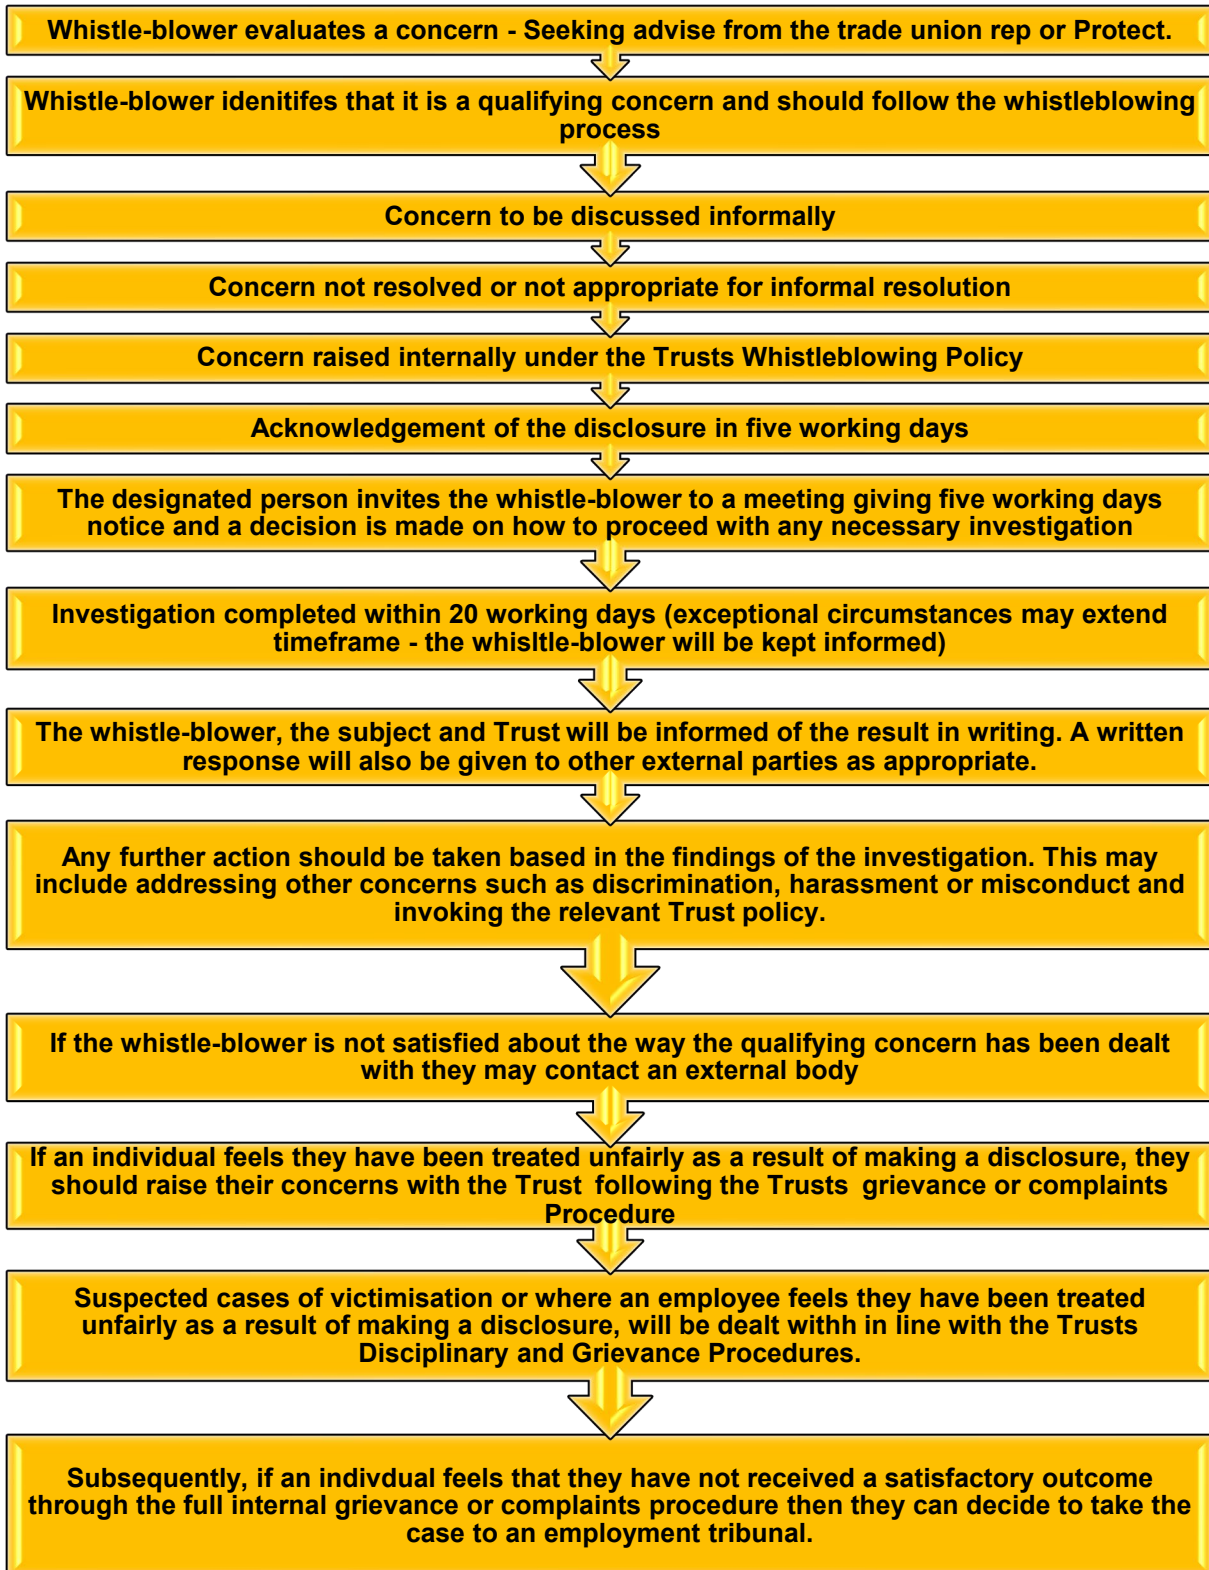 Whistle-blower evaluates a concern - Seeking advise from the trade union rep or Protect.
Whistle-blower idenitifes that it is a qualifying concern and should follow the whistleblowing
process
Concern to be discussed informally
Concern not resolved or not appropriate for informal resolution
Concern raised internally under the Trusts Whistleblowing Policy
Acknowledgement of the disclosure in five working days
The designated person invites the whistle-blower to a meeting giving five working days
notice and a decision is made on how to proceed with any necessary investigation
Investigation completed within 20 working days (exceptional circumstances may extend
timeframe - the whisltle-blower will be kept informed)
The whistle-blower, the subject and Trust will be informed of the result in writing. A written
response will also be given to other external parties as appropriate.
Any further action should be taken based in the findings of the investigation. This may
include addressing other concerns such as discrimination, harassment or misconduct and
invoking the relevant Trust policy.
If the whistle-blower is not satisfied about the way the qualifying concern has been dealt
with they may contact an external body
If an individual feels they have been treated unfairly as a result of making a disclosure, they
should raise their concerns with the Trust following the Trusts grievance or complaints
Procedure
Suspected cases of victimisation or where an employee feels they have been treated
unfairly as a result of making a disclosure, will be dealt withh in line with the Trusts
Disciplinary and Grievance Procedures.
Subsequently, if an indivdual feels that they have not received a satisfactory outcome
through the full internal grievance or complaints procedure then they can decide to take the
case to an employment tribunal.